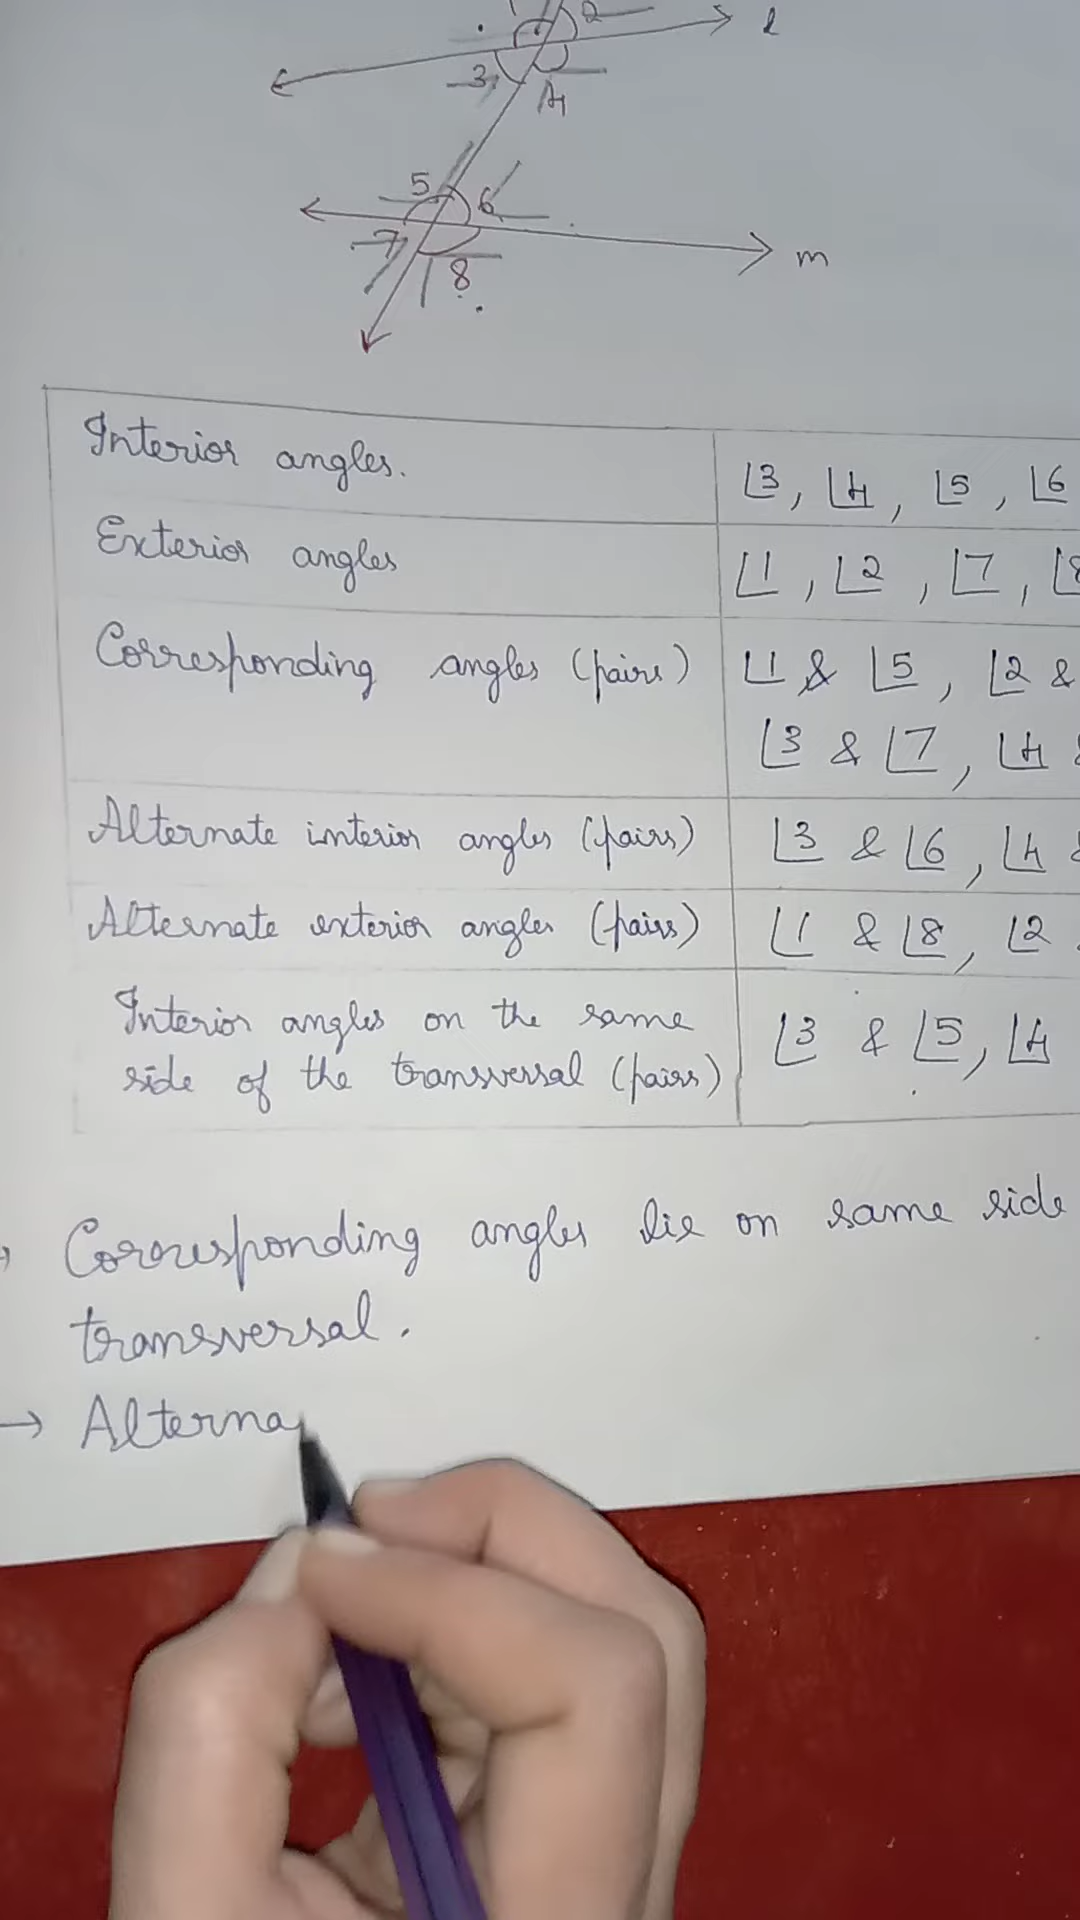 1 2
l
3 4
5 6
7 8
m
Interior angles. ∠3, ∠4, ∠5, ∠6
Exterior angles ∠1, ∠2, ∠7, ∠8
Corresponding angles (pairs) ∠1 & ∠5, ∠2 &
∠3 & ∠7, ∠4 &
Alternate interior angles (pairs) ∠3 & ∠6, ∠4 &
Alternate exterior angles (pairs) ∠1 & ∠8, ∠2
Interior angles on the same ∠3 & ∠5, ∠4
side of the transversal (pairs)
→ Corresponding angles lie on same side
transversal.
→ Alterna